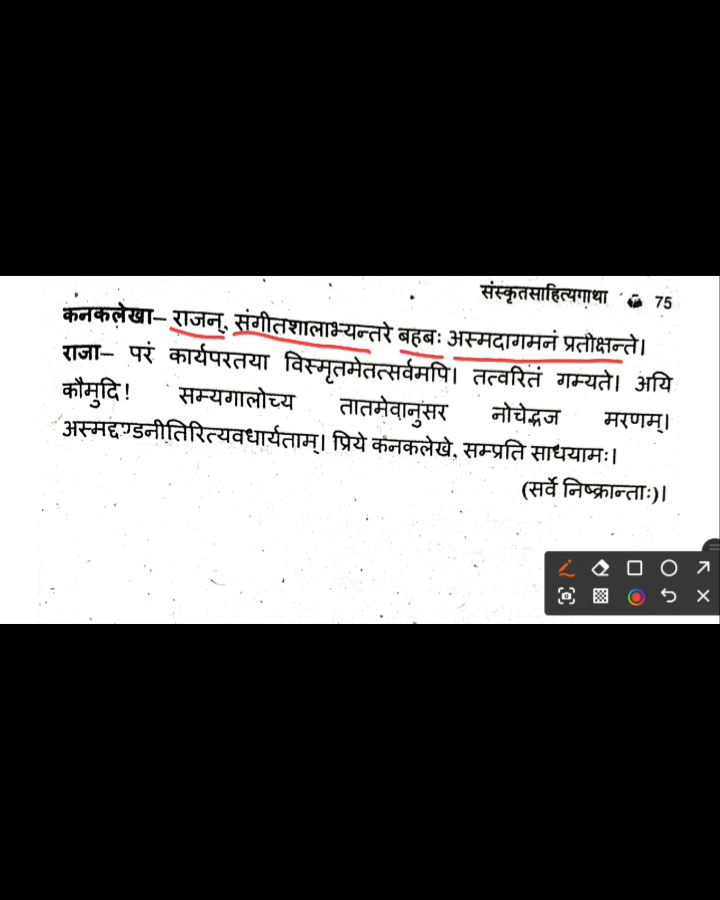 संस्कृतसाहित्यगाथा 75
कनकलेखा– राजन्, संगीतशालाभ्यन्तरे बहबः अस्मदागमनं प्रतीक्षन्ते।
राजा– परं कार्यपरतया विस्मृतमेतत्सर्वमपि। तत्वरितं गम्यते। अयि
कौमुदि! सम्यगालोच्य तातमेवानुसर नोचेद्भज मरणम्।
अस्मद्दण्डनीतिरित्यवधार्यताम्। प्रिये कनकलेखे, सम्प्रति साधयामः।
(सर्वे निष्क्रान्ताः)।